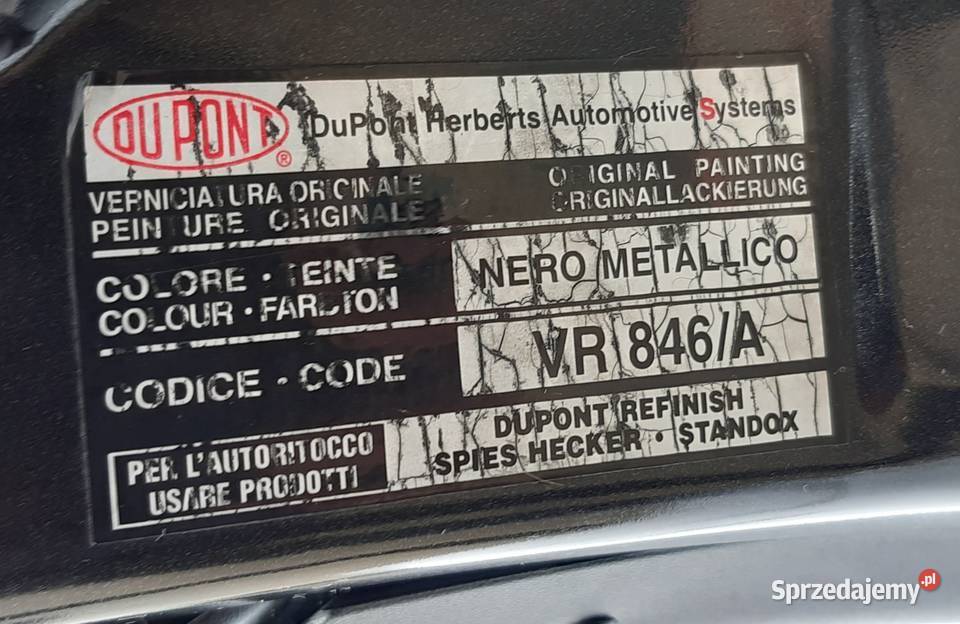 DU PONT ®
DuPont Herberts Automotive Systems
VERNICIATURA ORIGINALE
PEINTURE ORIGINALE
ORIGINAL PAINTING
ORIGINALLACKIERUNG
COLORE · TEINTE
COLOUR · FARBTON
NERO METALLICO
CODICE · CODE
VR 846/A
PER L'AUTORITOCCO
USARE PRODOTTI
DUPONT REFINISH
SPIES HECKER · STANDOX
Sprzedajemy.pl